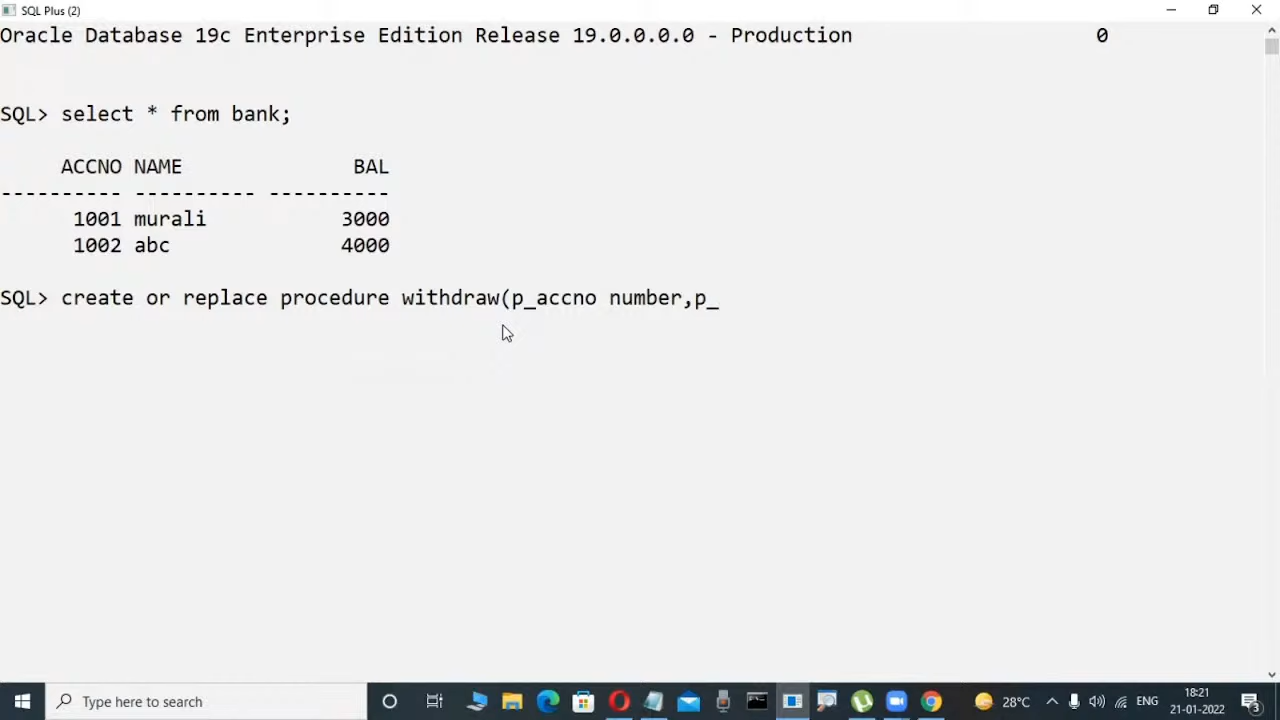 SQL Plus (2)
Oracle Database 19c Enterprise Edition Release 19.0.0.0.0 - Production 0
SQL> select * from bank;
ACCNO NAME BAL
---------- ---------- ----------
1001 murali 3000
1002 abc 4000
SQL> create or replace procedure withdraw(p_accno number,p_
Type here to search
28°C
ENG
18:21
21-01-2022
3